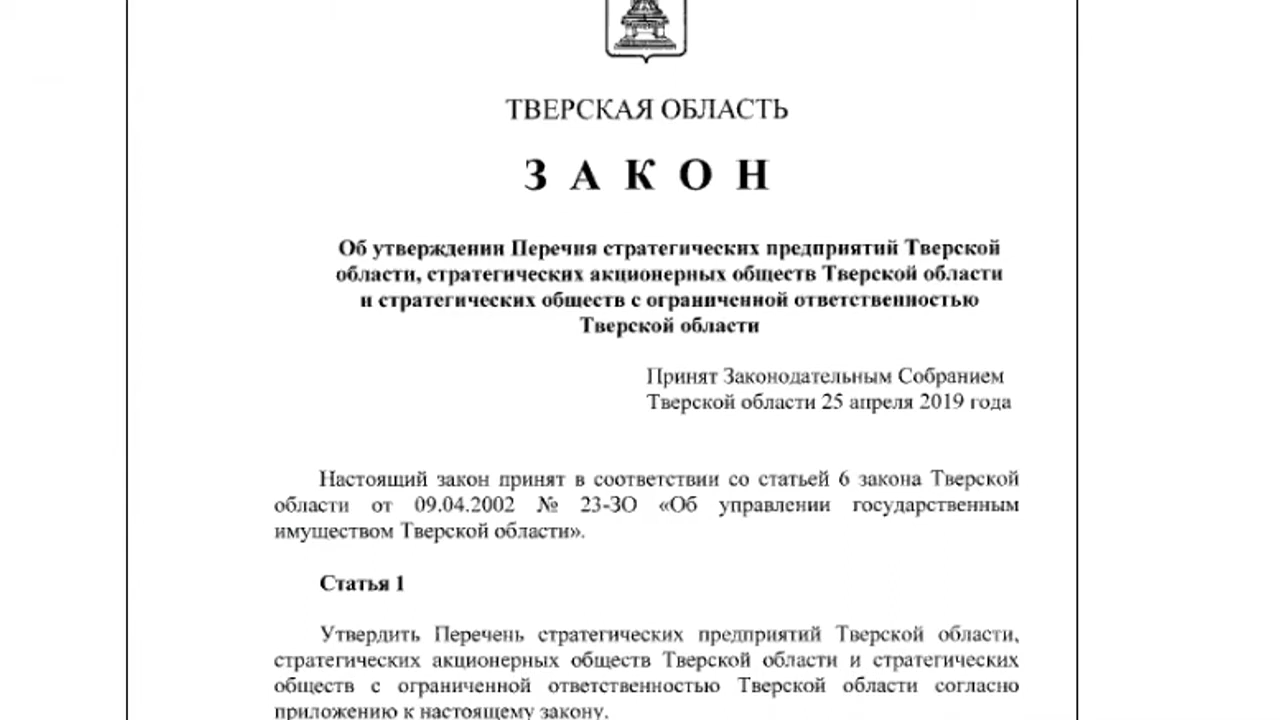 ТВЕРСКАЯ ОБЛАСТЬ
З А К О Н
Об утверждении Перечня стратегических предприятий Тверской
области, стратегических акционерных обществ Тверской области
и стратегических обществ с ограниченной ответственностью
Тверской области
Принят Законодательным Собранием
Тверской области 25 апреля 2019 года
Настоящий закон принят в соответствии со статьей 6 закона Тверской
области от 09.04.2002 № 23-ЗО «Об управлении государственным
имуществом Тверской области».
Статья 1
Утвердить Перечень стратегических предприятий Тверской области,
стратегических акционерных обществ Тверской области и стратегических
обществ с ограниченной ответственностью Тверской области согласно
приложению к настоящему закону.